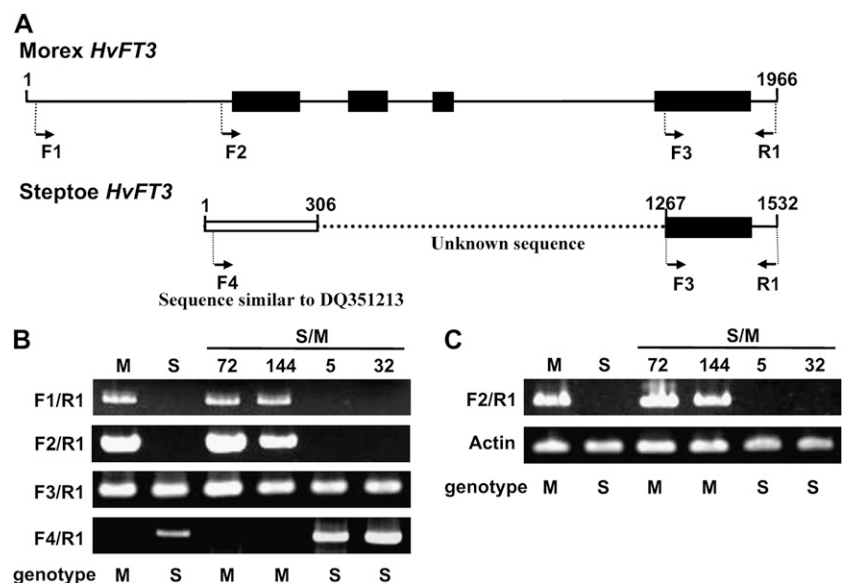 A
Morex HvFT3
1 1966
F1 F2 F3 R1
Steptoe HvFT3
1 306 1267 1532
Unknown sequence
F4 F3 R1
Sequence similar to DQ351213
B
S/M
M S 72 144 5 32
F1/R1
F2/R1
F3/R1
F4/R1
genotype M S M M S S
C
S/M
M S 72 144 5 32
F2/R1
Actin
genotype M S M M S S